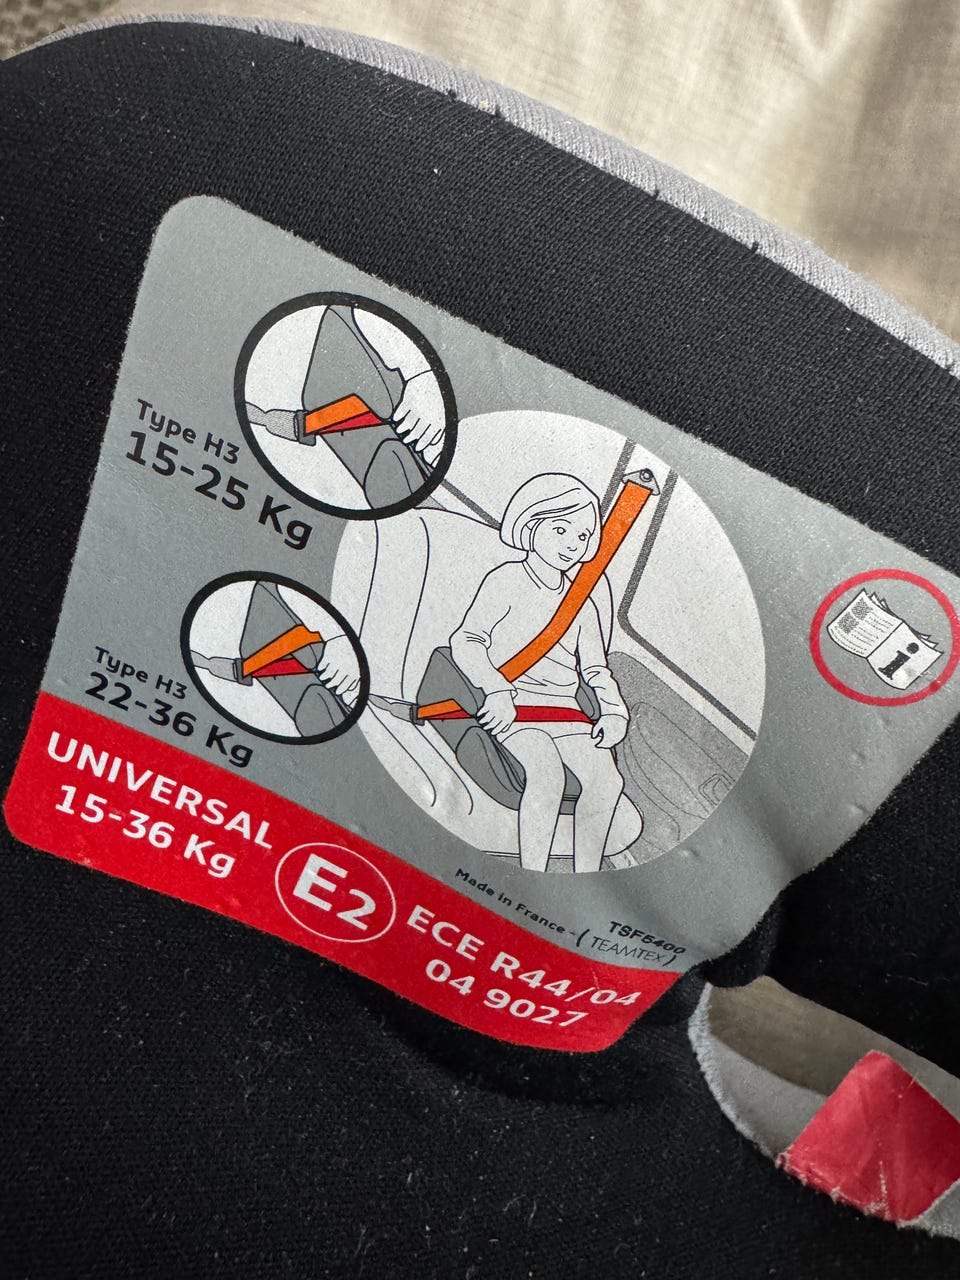 Type H3
15-25 Kg
Type H3
22-36 Kg
i
UNIVERSAL
15-36 Kg
E2
ECE R44/04
04 9027
Made in France - (TEAMTEX)
TSF5400